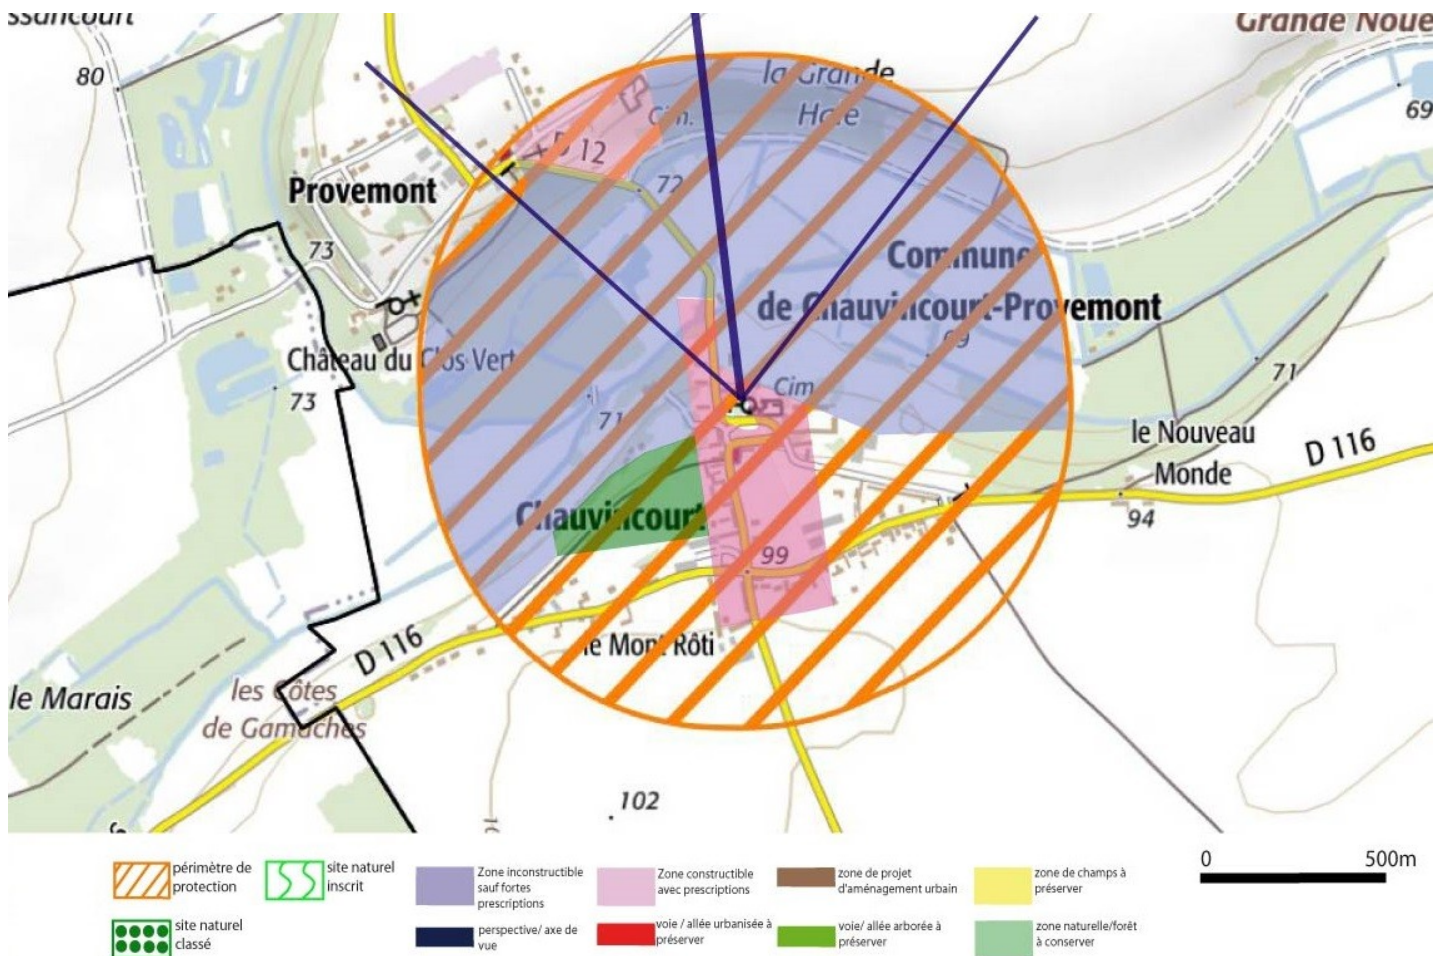 ssancourt
Grande Noue
80
la Grande
Haie
Cim.
69
D 12
72
Provemont
73
Commune
de Chauvincourt-Provemont
69
Château du Clos Vert
71
73
71
Cim
le Nouveau
Monde
D 116
Chauvincourt
94
99
le Mont Rôti
D 116
le Marais
les Côtes
de Gamaches
102
périmètre de
protection
site naturel
inscrit
Zone inconstructible
sauf fortes
prescriptions
Zone constructible
avec prescriptions
zone de projet
d'aménagement urbain
zone de champs à
préserver
0 500m
site naturel
classé
perspective/ axe de
vue
voie / allée urbanisée à
préserver
voie/ allée arborée à
préserver
zone naturelle/forêt
à conserver